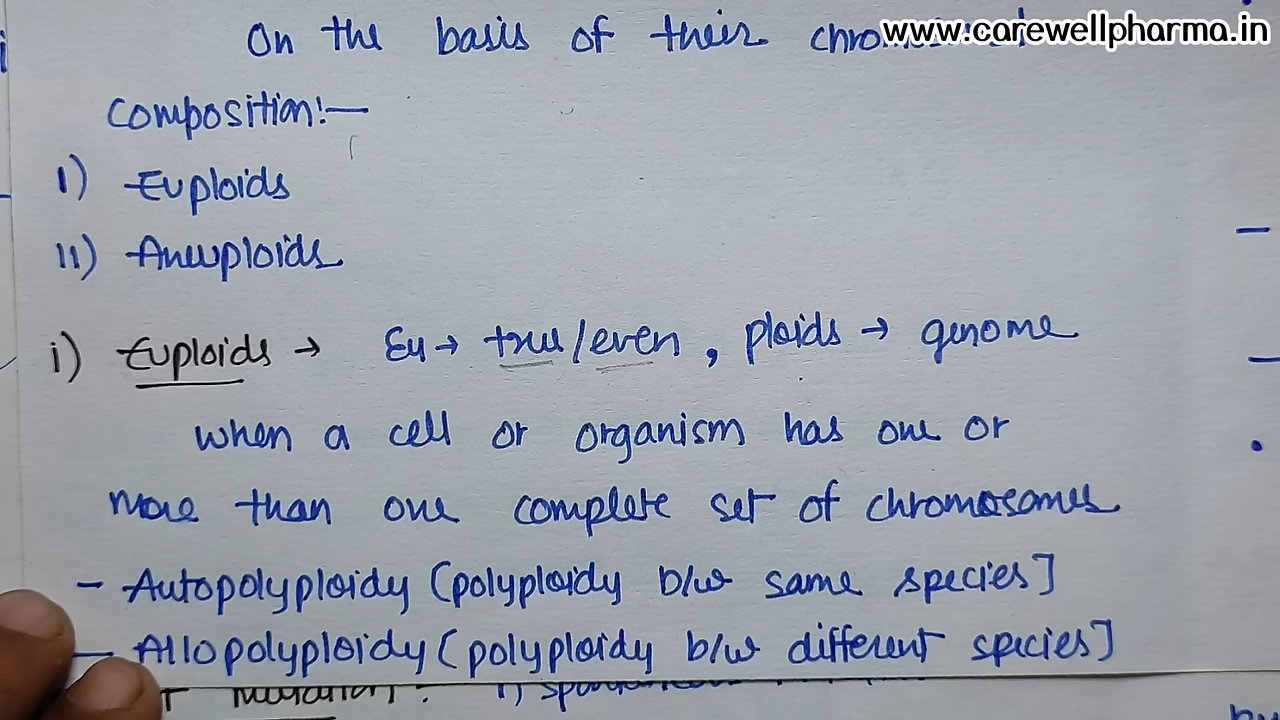 www.carewellpharma.in
On the basis of their
Composition:—
I) Euploids
II) Aneuploids
i) Euploids → Eu → true/even, ploids → genome
when a cell or organism has one or
more than one complete set of chromosomes
- Autopolyploidy (polyploidy b/w same species]
- Allopolyploidy (polyploidy b/w different species]